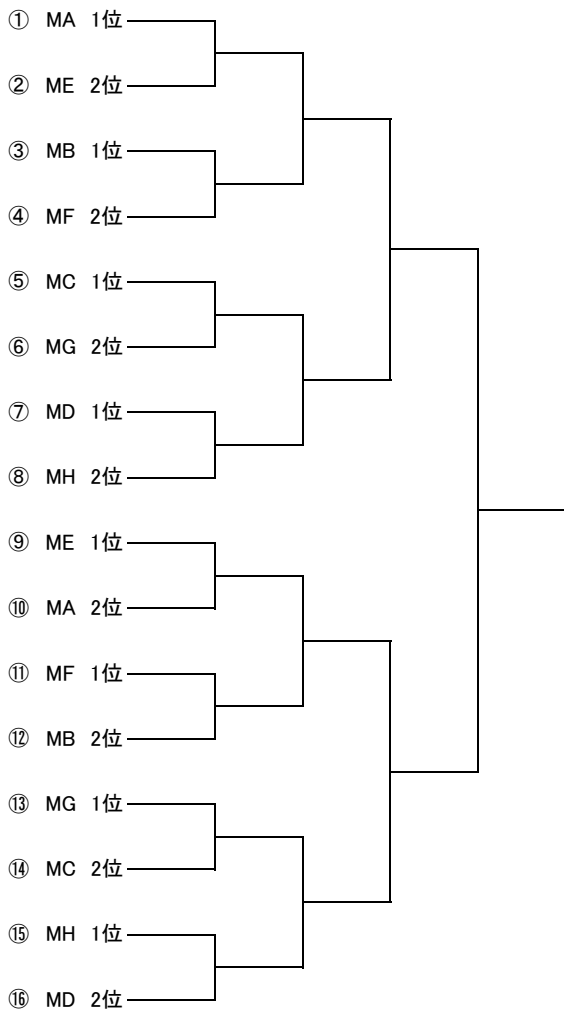 ① MA 1位
② ME 2位
③ MB 1位
④ MF 2位
⑤ MC 1位
⑥ MG 2位
⑦ MD 1位
⑧ MH 2位
⑨ ME 1位
⑩ MA 2位
⑪ MF 1位
⑫ MB 2位
⑬ MG 1位
⑭ MC 2位
⑮ MH 1位
⑯ MD 2位